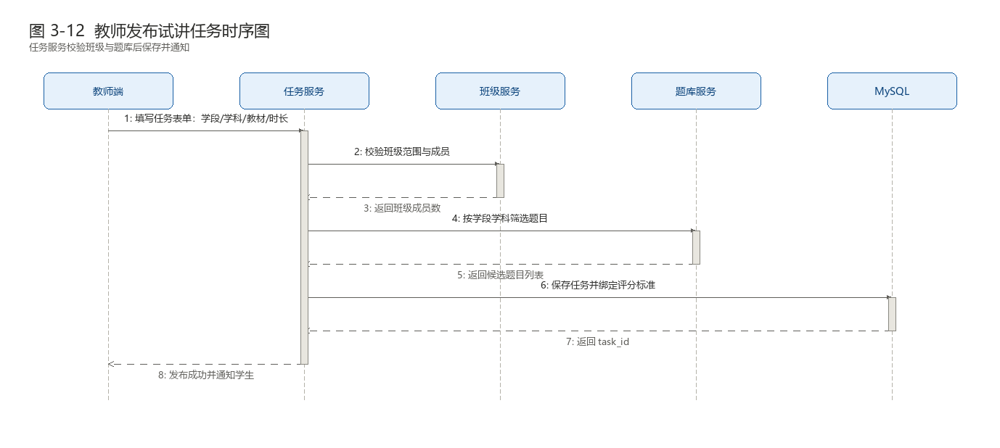 图 3-12 教师发布试讲任务时序图
任务服务校验班级与题库后保存并通知
教师端
任务服务
班级服务
题库服务
MySQL
1: 填写任务表单：学段/学科/教材/时长
2: 校验班级范围与成员
3: 返回班级成员数
4: 按学段学科筛选题目
5: 返回候选题目列表
6: 保存任务并绑定评分标准
7: 返回 task_id
8: 发布成功并通知学生